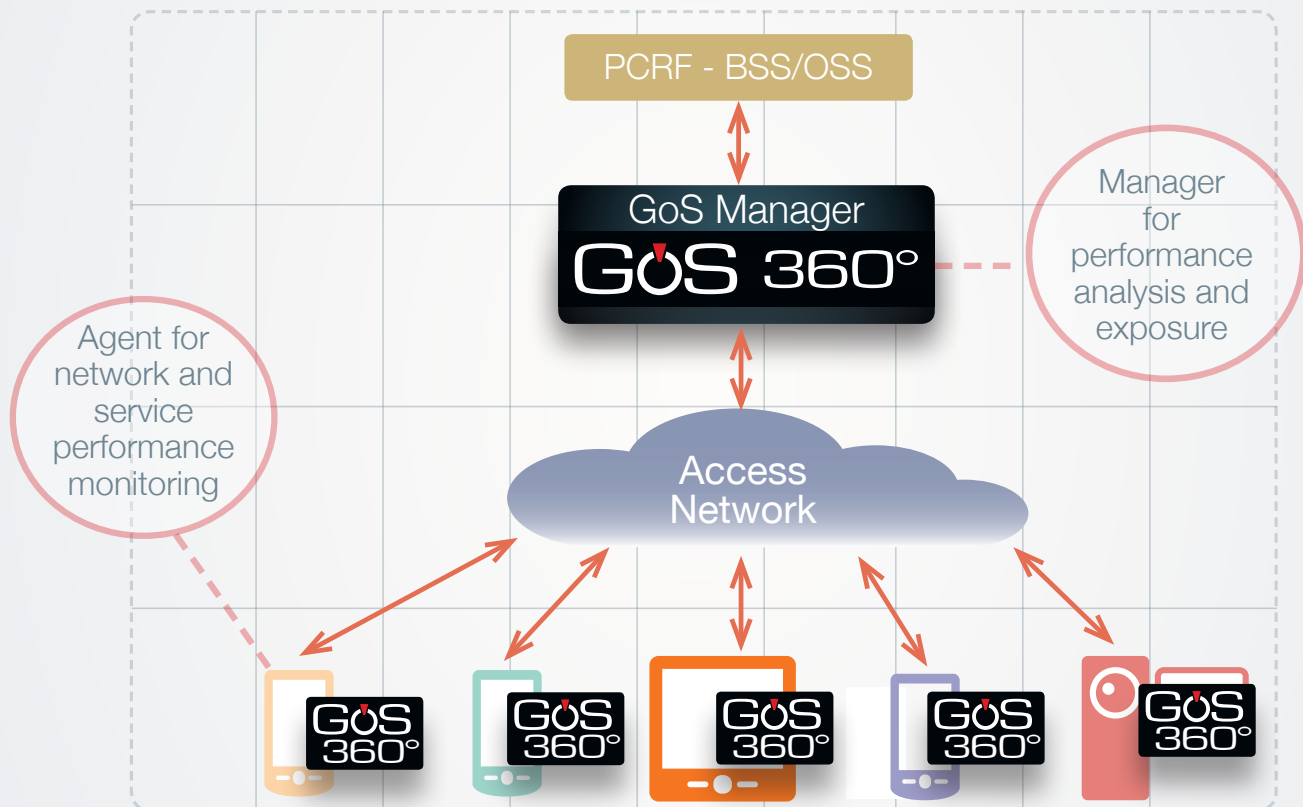 PCRF - BSS/OSS
GoS Manager
GoS 360°
Manager
for
performance
analysis and
exposure
Agent for
network and
service
performance
monitoring
Access
Network
GoS
360°
GoS
360°
GoS
360°
GoS
360°
GoS
360°